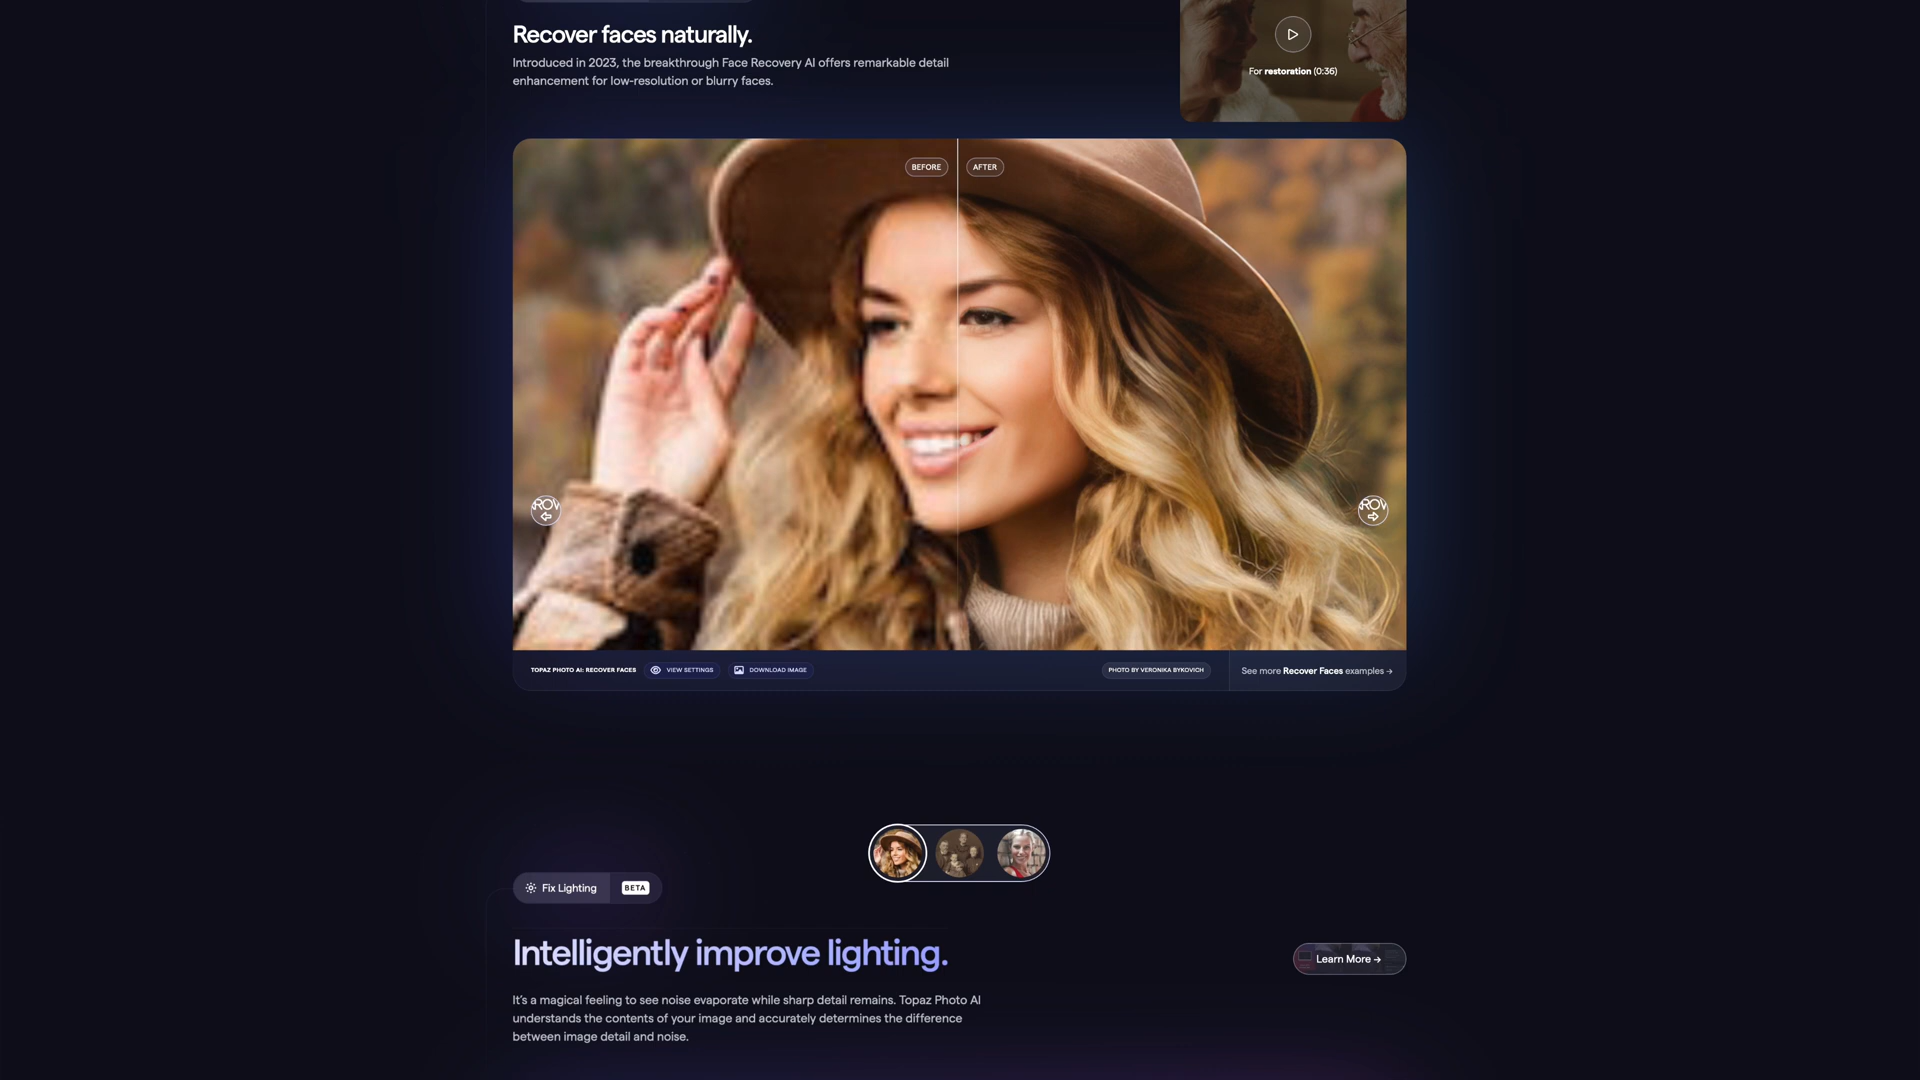 Recover faces naturally.
Introduced in 2023, the breakthrough Face Recovery AI offers remarkable detail
enhancement for low-resolution or blurry faces.
For restoration (0:36)
BEFORE
AFTER
ROV
ROV
TOPAZ PHOTO AI: RECOVER FACES
VIEW SETTINGS
DOWNLOAD IMAGE
PHOTO BY VERONIKA BYKOVICH
See more Recover Faces examples →
Fix Lighting
BETA
Intelligently improve lighting.
Learn More →
It's a magical feeling to see noise evaporate while sharp detail remains. Topaz Photo AI
understands the contents of your image and accurately determines the difference
between image detail and noise.